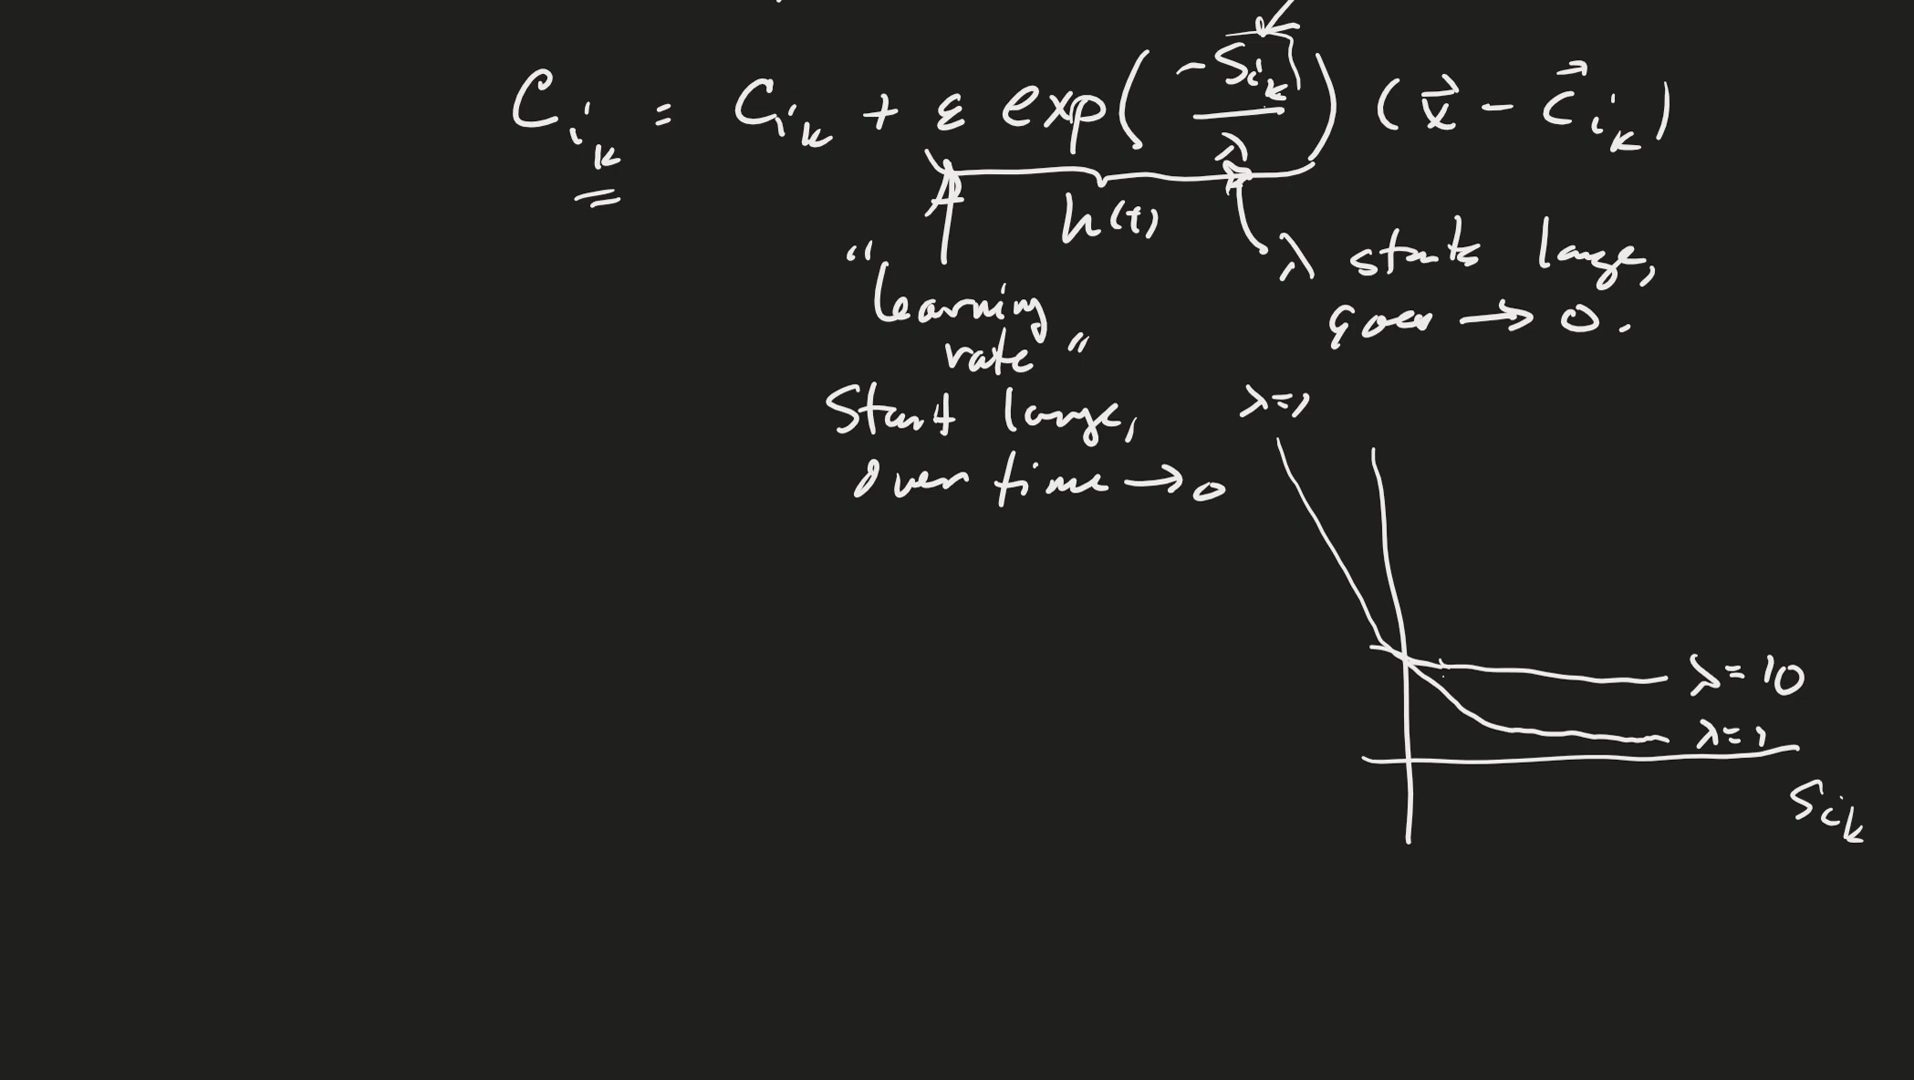 C_{i_k} = C_{i_k} + ε exp(-S_{i_k}/λ) (x⃗ - c⃗_{i_k})
h(t)
"learning
rate"
Start large,
over time → 0
λ starts large,
goes → 0.
λ=1
λ=10
λ=1
S_{ik}